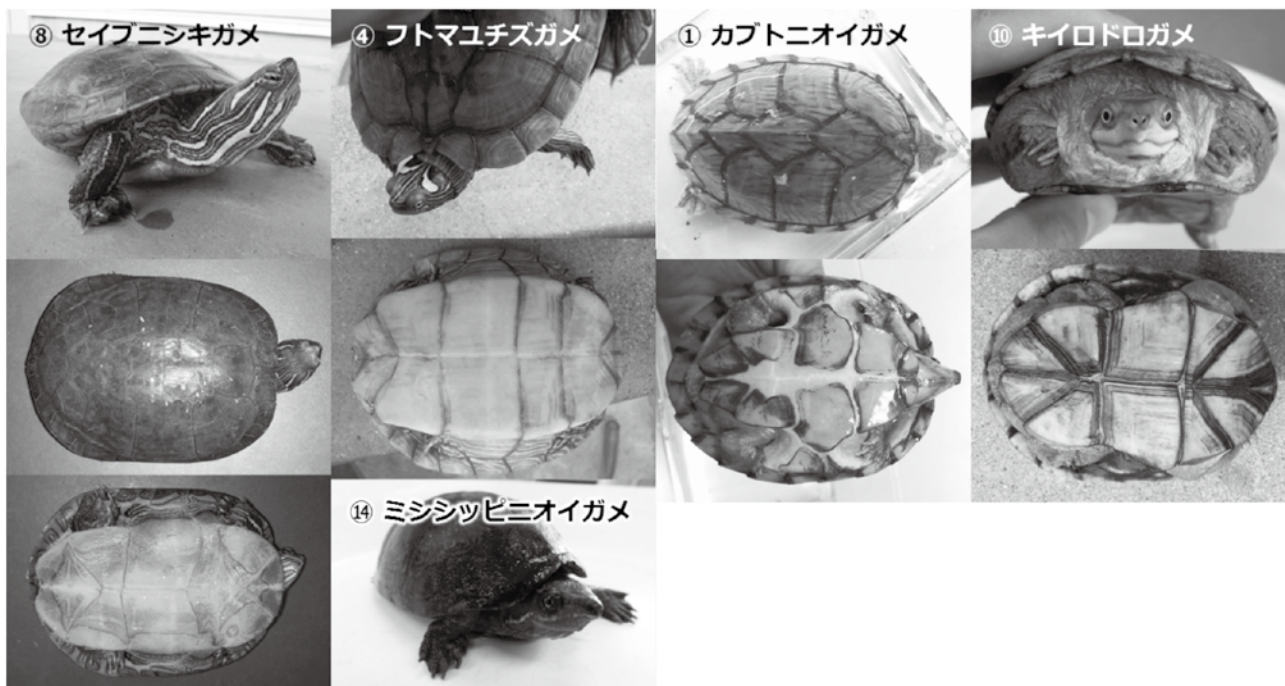 ⑧ セイブニシキガメ
④ フトマユチズガメ
① カブトニオイガメ
⑩ キイロドロガメ
⑭ ミシシッピニオイガメ